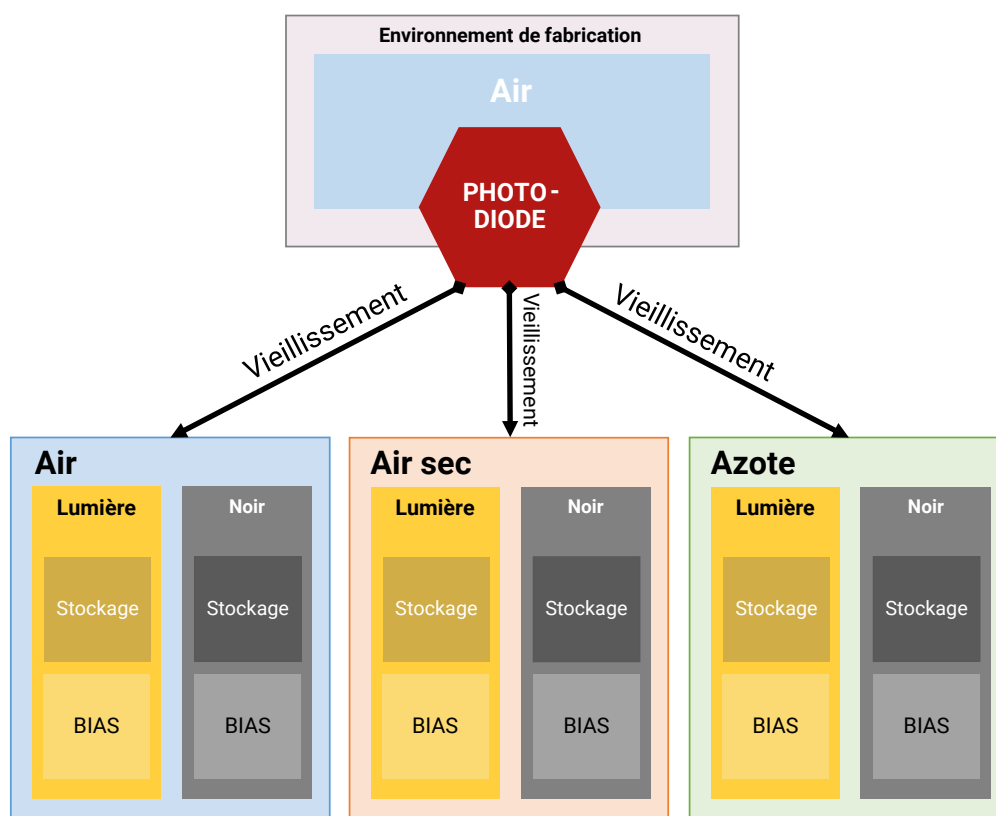 Environnement de fabrication
Air
PHOTO-
DIODE
Vieillissement
Vieillissement
Vieillissement
Air
Lumière
Noir
Stockage
Stockage
BIAS
BIAS
Air sec
Lumière
Noir
Stockage
Stockage
BIAS
BIAS
Azote
Lumière
Noir
Stockage
Stockage
BIAS
BIAS